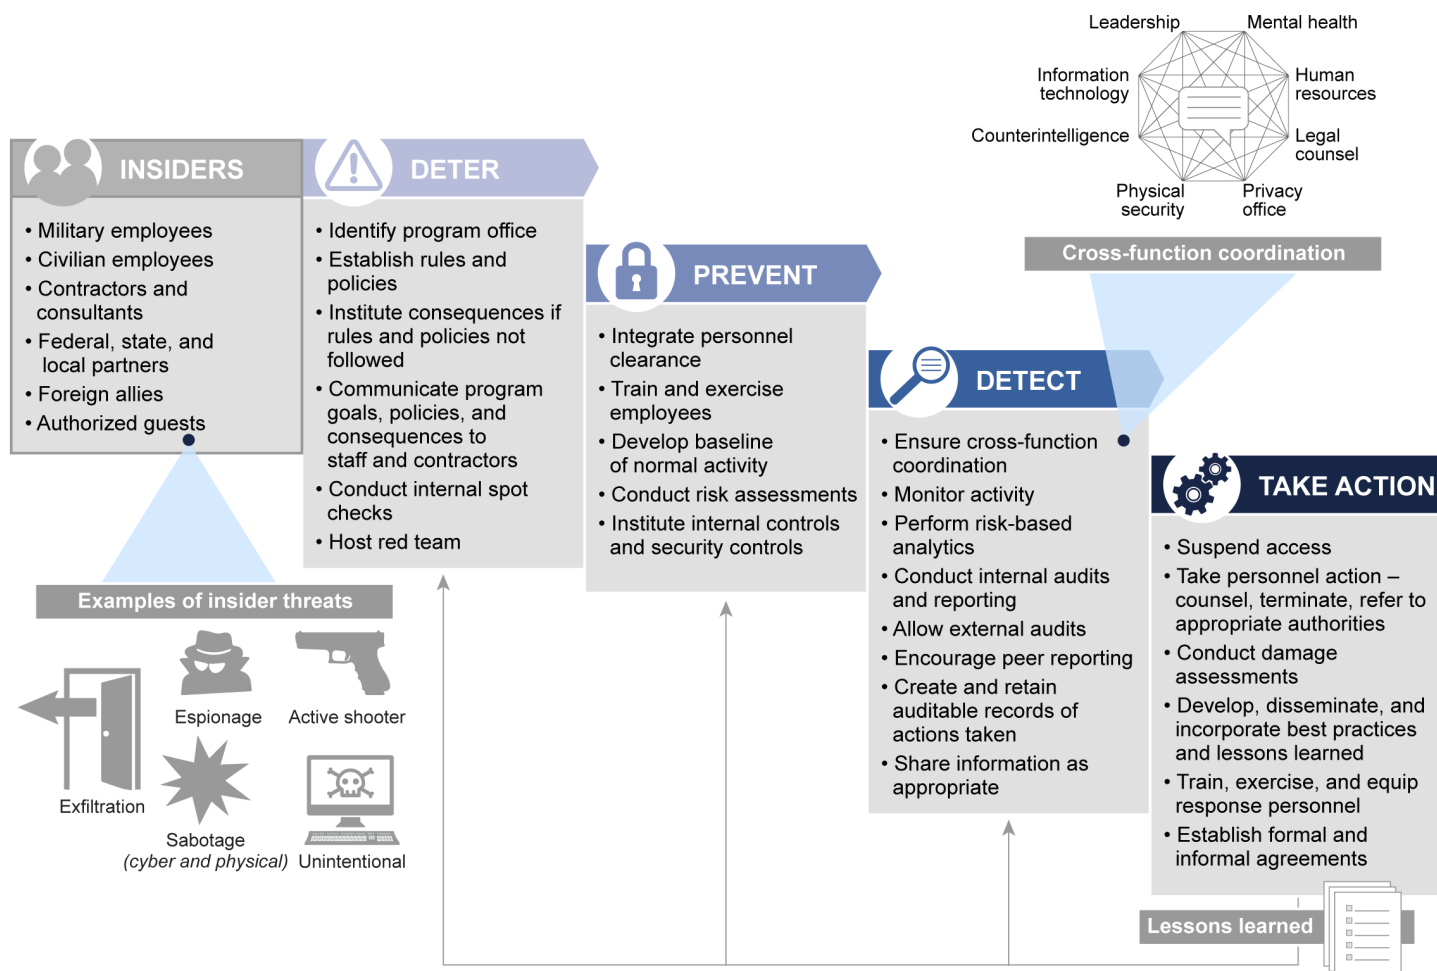 Leadership
Mental health
Information
technology
Human
resources
Counterintelligence
Legal
counsel
Physical
security
Privacy
office
Cross-function coordination
INSIDERS
• Military employees
• Civilian employees
• Contractors and
consultants
• Federal, state, and
local partners
• Foreign allies
• Authorized guests
Examples of insider threats
Exfiltration
Espionage
Active shooter
Sabotage
(cyber and physical)
Unintentional
DETER
• Identify program office
• Establish rules and
policies
• Institute consequences if
rules and policies not
followed
• Communicate program
goals, policies, and
consequences to
staff and contractors
• Conduct internal spot
checks
• Host red team
PREVENT
• Integrate personnel
clearance
• Train and exercise
employees
• Develop baseline
of normal activity
• Conduct risk assessments
• Institute internal controls
and security controls
DETECT
• Ensure cross-function
coordination
• Monitor activity
• Perform risk-based
analytics
• Conduct internal audits
and reporting
• Allow external audits
• Encourage peer reporting
• Create and retain
auditable records of
actions taken
• Share information as
appropriate
TAKE ACTION
• Suspend access
• Take personnel action –
counsel, terminate, refer to
appropriate authorities
• Conduct damage
assessments
• Develop, disseminate, and
incorporate best practices
and lessons learned
• Train, exercise, and equip
response personnel
• Establish formal and
informal agreements
Lessons learned